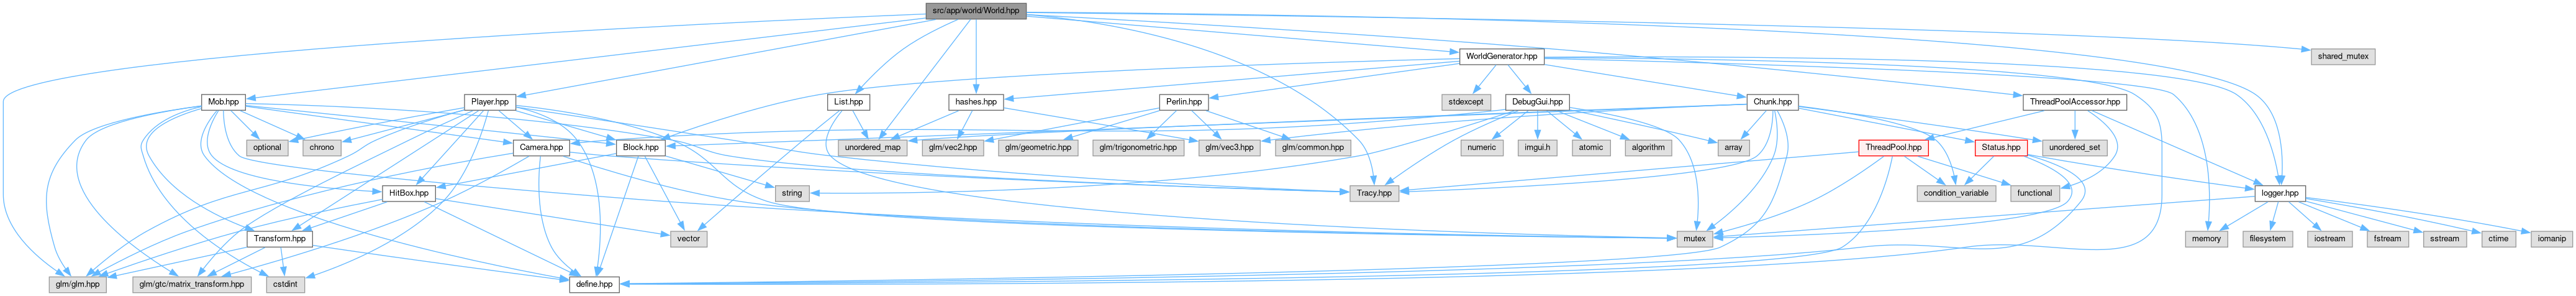 src/app/world/World.hpp
WorldGenerator.hpp
shared_mutex
Mob.hpp
Player.hpp
List.hpp
hashes.hpp
Perlin.hpp
stdexcept
DebugGui.hpp
Chunk.hpp
ThreadPoolAccessor.hpp
optional
chrono
Camera.hpp
Block.hpp
unordered_map
glm/vec2.hpp
glm/geometric.hpp
glm/trigonometric.hpp
glm/vec3.hpp
glm/common.hpp
numeric
imgui.h
atomic
algorithm
array
ThreadPool.hpp
Status.hpp
unordered_set
HitBox.hpp
string
Tracy.hpp
condition_variable
functional
logger.hpp
Transform.hpp
vector
mutex
memory
filesystem
iostream
fstream
sstream
ctime
iomanip
glm/glm.hpp
glm/gtc/matrix_transform.hpp
cstdint
define.hpp